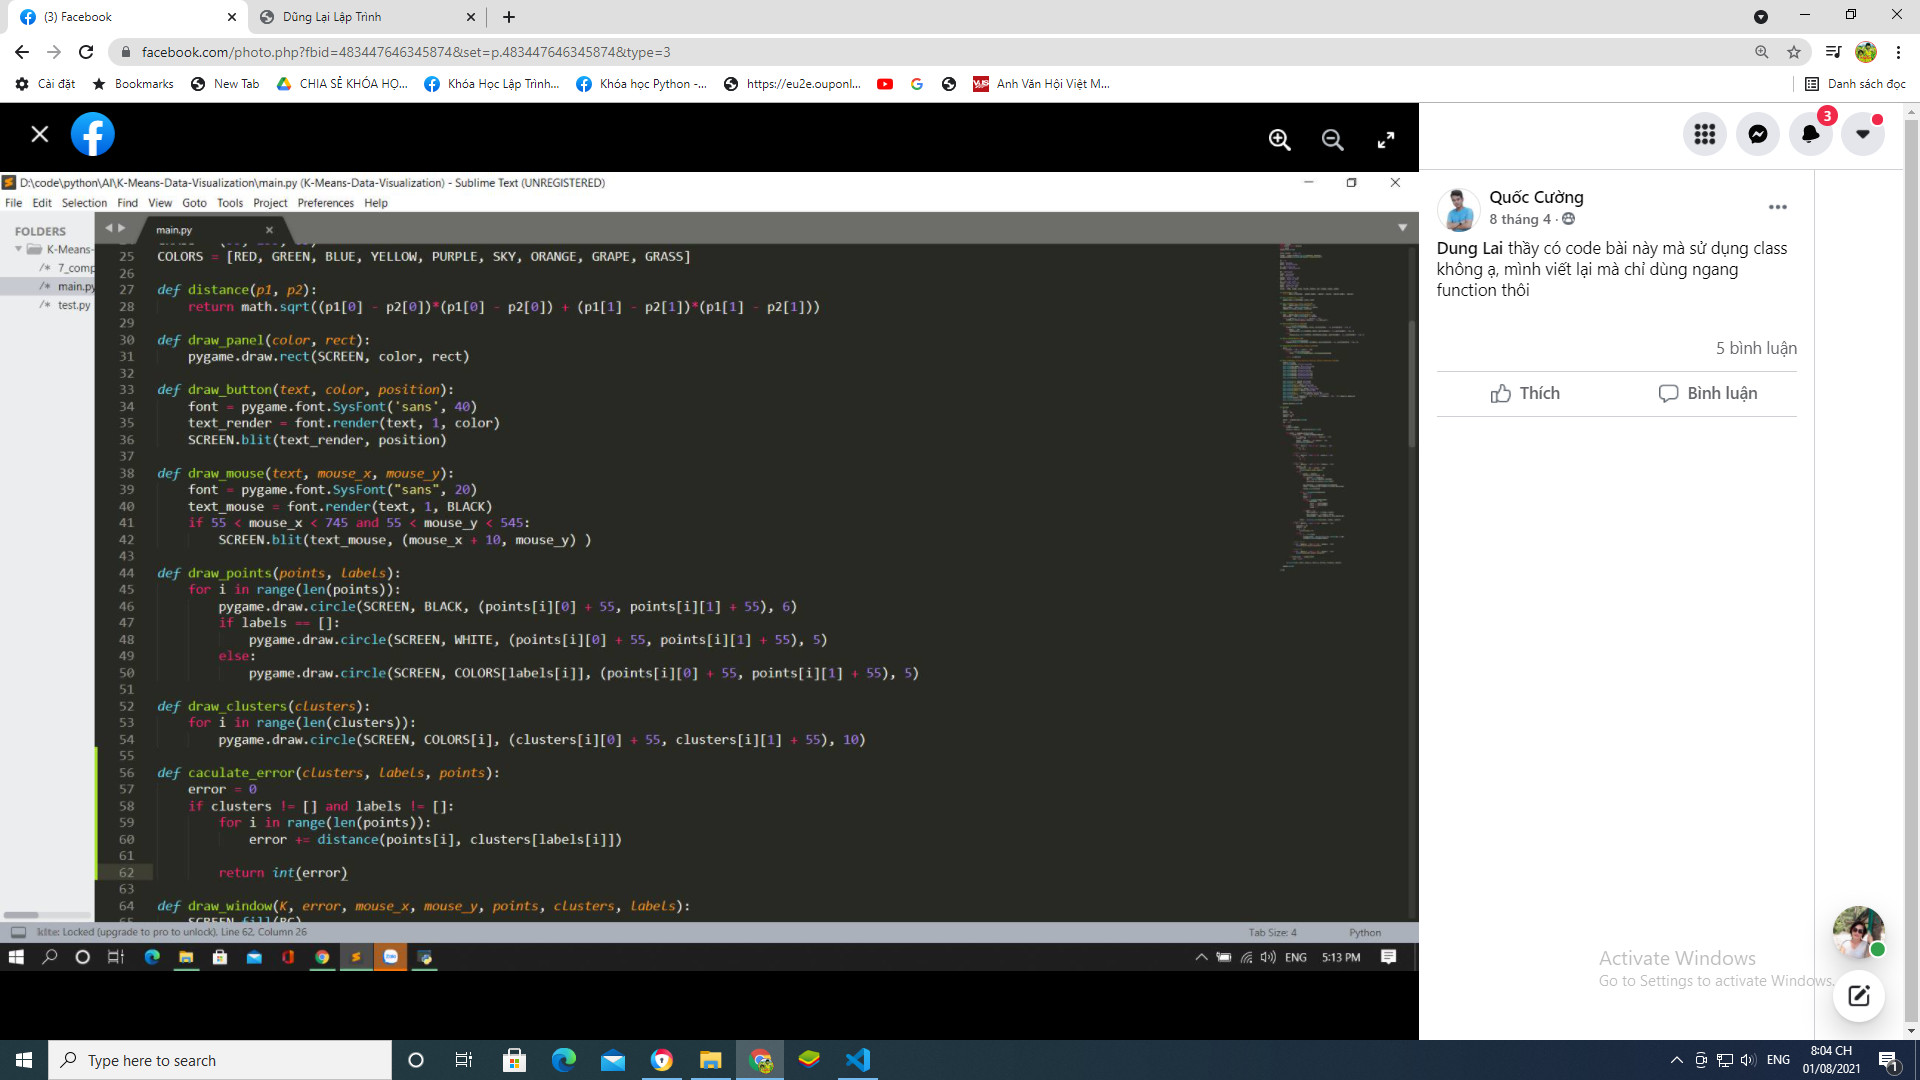 (3) Facebook
Dũng Lại Lập Trình
facebook.com/photo.php?fbid=483447646345874&set=p.483447646345874&type=3
Cài đặt
Bookmarks
New Tab
CHIA SẺ KHÓA HỌ...
Khóa Học Lập Trình...
Khóa học Python -...
https://eu2e.ouponl...
Anh Văn Hội Việt M...
Danh sách đọc
3
D:\code\python\AI\K-Means-Data-Visualization\main.py (K-Means-Data-Visualization) - Sublime Text (UNREGISTERED)
File Edit Selection Find View Goto Tools Project Preferences Help
FOLDERS
K-Means-
/* 7_comp
/* main.py
/* test.py
main.py
25 COLORS = [RED, GREEN, BLUE, YELLOW, PURPLE, SKY, ORANGE, GRAPE, GRASS]
26
27 def distance(p1, p2):
28 return math.sqrt((p1[0] - p2[0])*(p1[0] - p2[0]) + (p1[1] - p2[1])*(p1[1] - p2[1]))
29
30 def draw_panel(color, rect):
31 pygame.draw.rect(SCREEN, color, rect)
32
33 def draw_button(text, color, position):
34 font = pygame.font.SysFont('sans', 40)
35 text_render = font.render(text, 1, color)
36 SCREEN.blit(text_render, position)
37
38 def draw_mouse(text, mouse_x, mouse_y):
39 font = pygame.font.SysFont("sans", 20)
40 text_mouse = font.render(text, 1, BLACK)
41 if 55 < mouse_x < 745 and 55 < mouse_y < 545:
42 SCREEN.blit(text_mouse, (mouse_x + 10, mouse_y) )
43
44 def draw_points(points, labels):
45 for i in range(len(points)):
46 pygame.draw.circle(SCREEN, BLACK, (points[i][0] + 55, points[i][1] + 55), 6)
47 if labels == []:
48 pygame.draw.circle(SCREEN, WHITE, (points[i][0] + 55, points[i][1] + 55), 5)
49 else:
50 pygame.draw.circle(SCREEN, COLORS[labels[i]], (points[i][0] + 55, points[i][1] + 55), 5)
51
52 def draw_clusters(clusters):
53 for i in range(len(clusters)):
54 pygame.draw.circle(SCREEN, COLORS[i], (clusters[i][0] + 55, clusters[i][1] + 55), 10)
55
56 def caculate_error(clusters, labels, points):
57 error = 0
58 if clusters != [] and labels != []:
59 for i in range(len(points)):
60 error += distance(points[i], clusters[labels[i]])
61
62 return int(error)
63
64 def draw_window(K, error, mouse_x, mouse_y, points, clusters, labels):
65 SCREEN.fill(BG)
kite: Locked (upgrade to pro to unlock), Line 62, Column 26
Tab Size: 4
Python
ENG
5:13 PM
Quốc Cường
8 tháng 4 ·
Dung Lai thầy có code bài này mà sử dụng class
không ạ, mình viết lại mà chỉ dùng ngang
function thôi
5 bình luận
Thích
Bình luận
Activate Windows
Go to Settings to activate Windows.
Type here to search
ENG
8:04 CH
01/08/2021
1